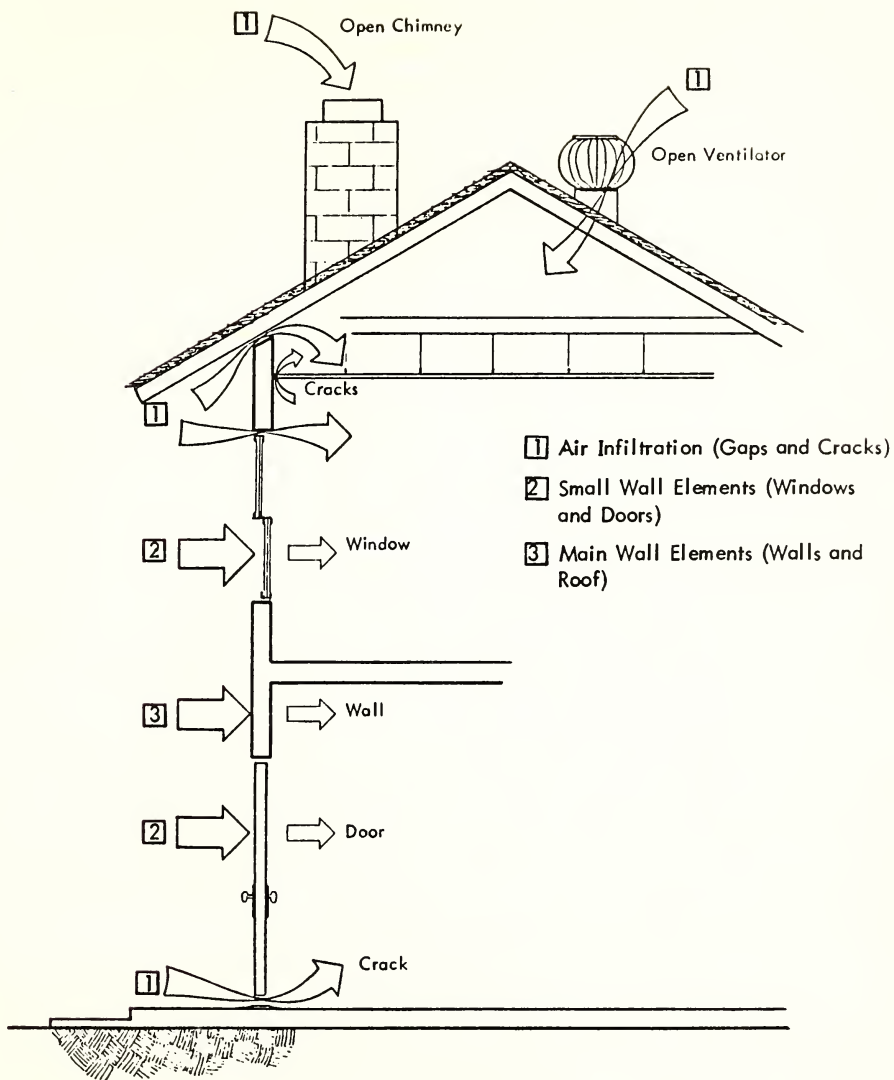 1 Open Chimney
1
Open Ventilator
Cracks
1
1 Air Infiltration (Gaps and Cracks)
2 Small Wall Elements (Windows
and Doors)
2 Window
3 Main Wall Elements (Walls and
Roof)
3 Wall
2 Door
1 Crack